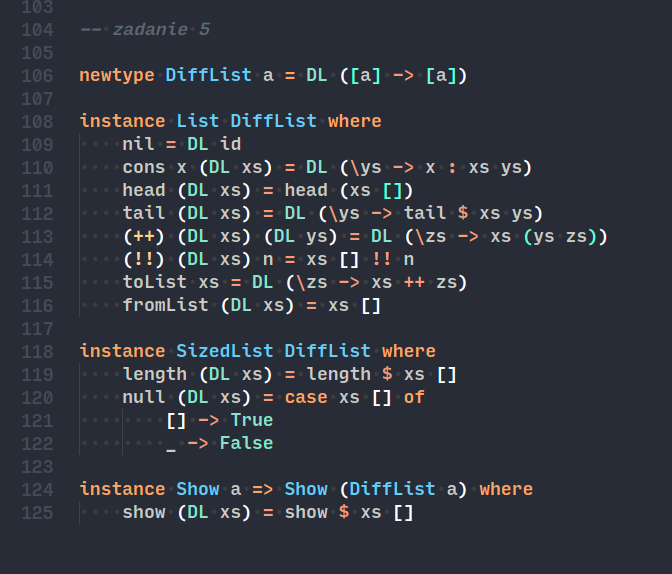 103
104 -- zadanie 5
105
106 newtype DiffList a = DL ([a] -> [a])
107
108 instance List DiffList where
109     nil = DL id
110     cons x (DL xs) = DL (\ys -> x : xs ys)
111     head (DL xs) = head (xs [])
112     tail (DL xs) = DL (\ys -> tail $ xs ys)
113     (++) (DL xs) (DL ys) = DL (\zs -> xs (ys zs))
114     (!!) (DL xs) n = xs [] !! n
115     toList xs = DL (\zs -> xs ++ zs)
116     fromList (DL xs) = xs []
117
118 instance SizedList DiffList where
119     length (DL xs) = length $ xs []
120     null (DL xs) = case xs [] of
121         [] -> True
122         _ -> False
123
124 instance Show a => Show (DiffList a) where
125     show (DL xs) = show $ xs []